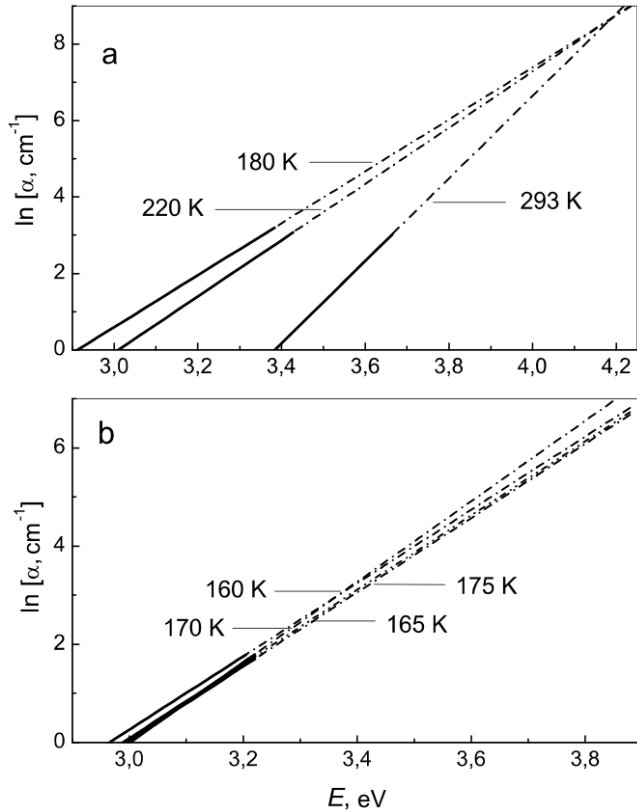 a
ln [α, cm⁻¹]
8
6
4
2
0
180 K
220 K
293 K
3,0 3,2 3,4 3,6 3,8 4,0 4,2
b
ln [α, cm⁻¹]
6
4
2
0
160 K
175 K
170 K
165 K
3,0 3,2 3,4 3,6 3,8
E, eV